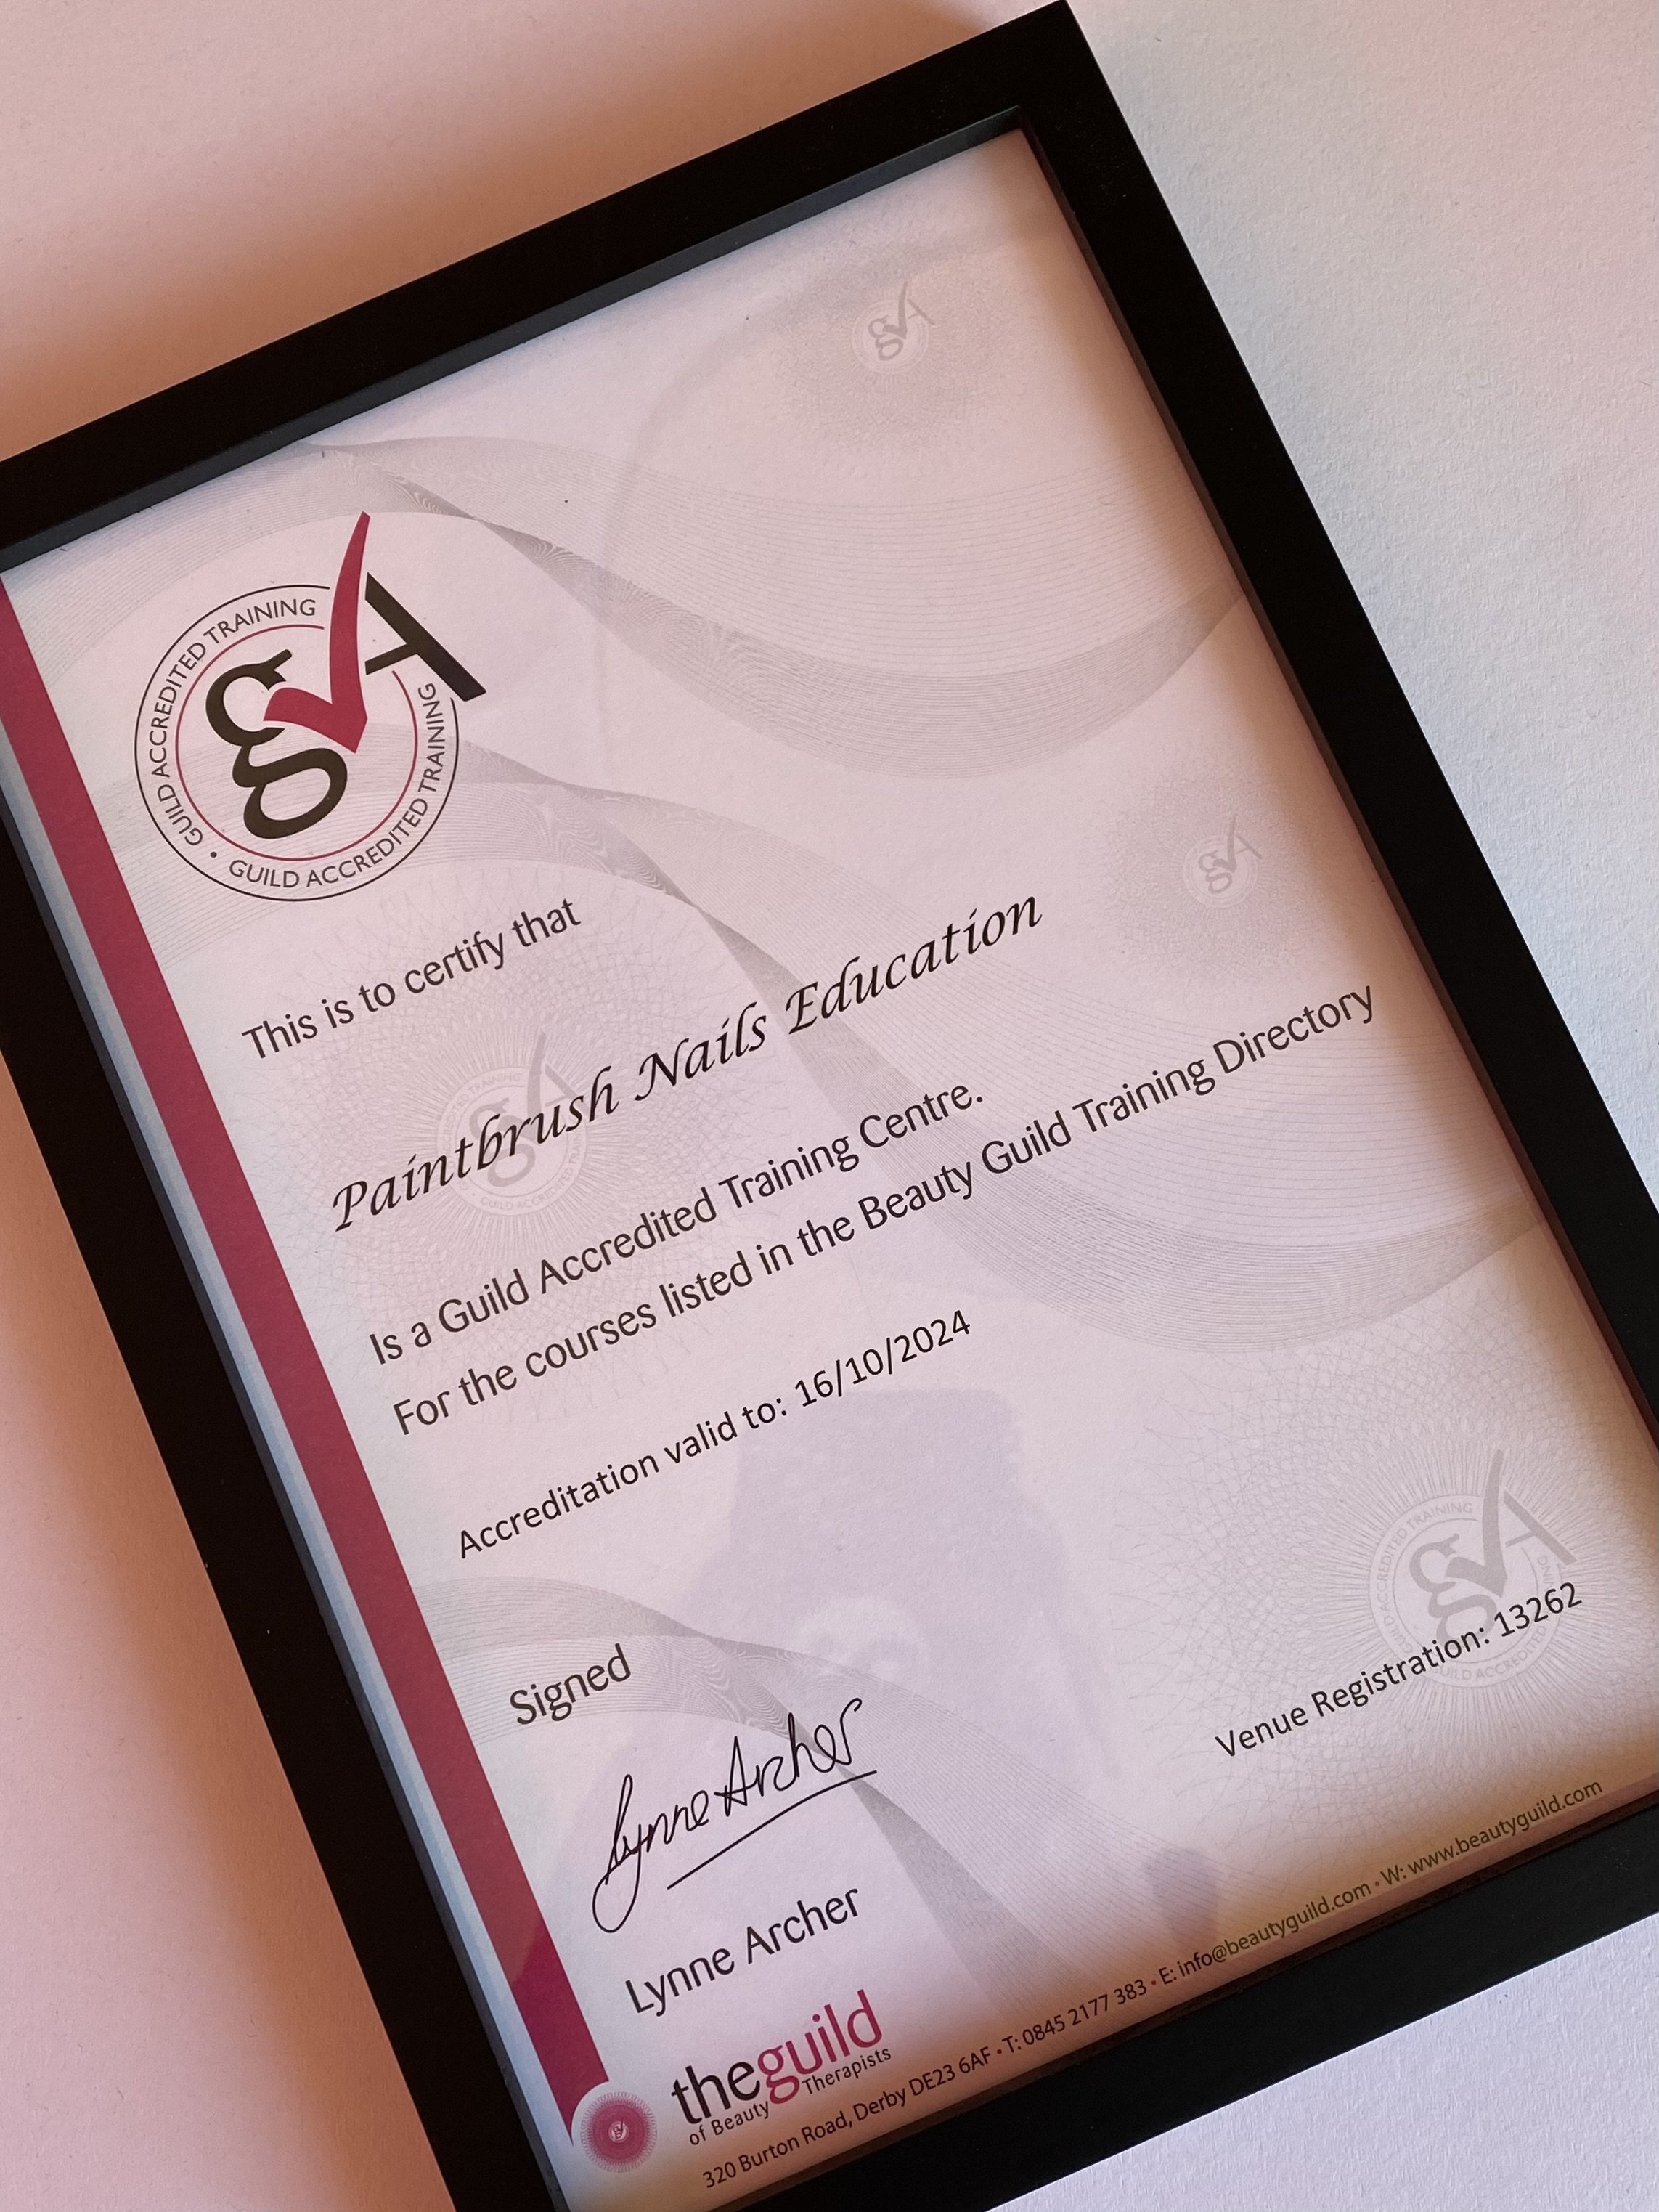 GUILD ACCREDITED TRAINING • GUILD ACCREDITED TRAINING
gA
This is to certify that
Paintbrush Nails Education
Is a Guild Accredited Training Centre.
For the courses listed in the Beauty Guild Training Directory
Accreditation valid to: 16/10/2024
Signed
Lynne Archer
Venue Registration: 13262
Lynne Archer
theguild
of Beauty Therapists
320 Burton Road, Derby DE23 6AF • T: 0845 2177 383 • E: info@beautyguild.com • W: www.beautyguild.com